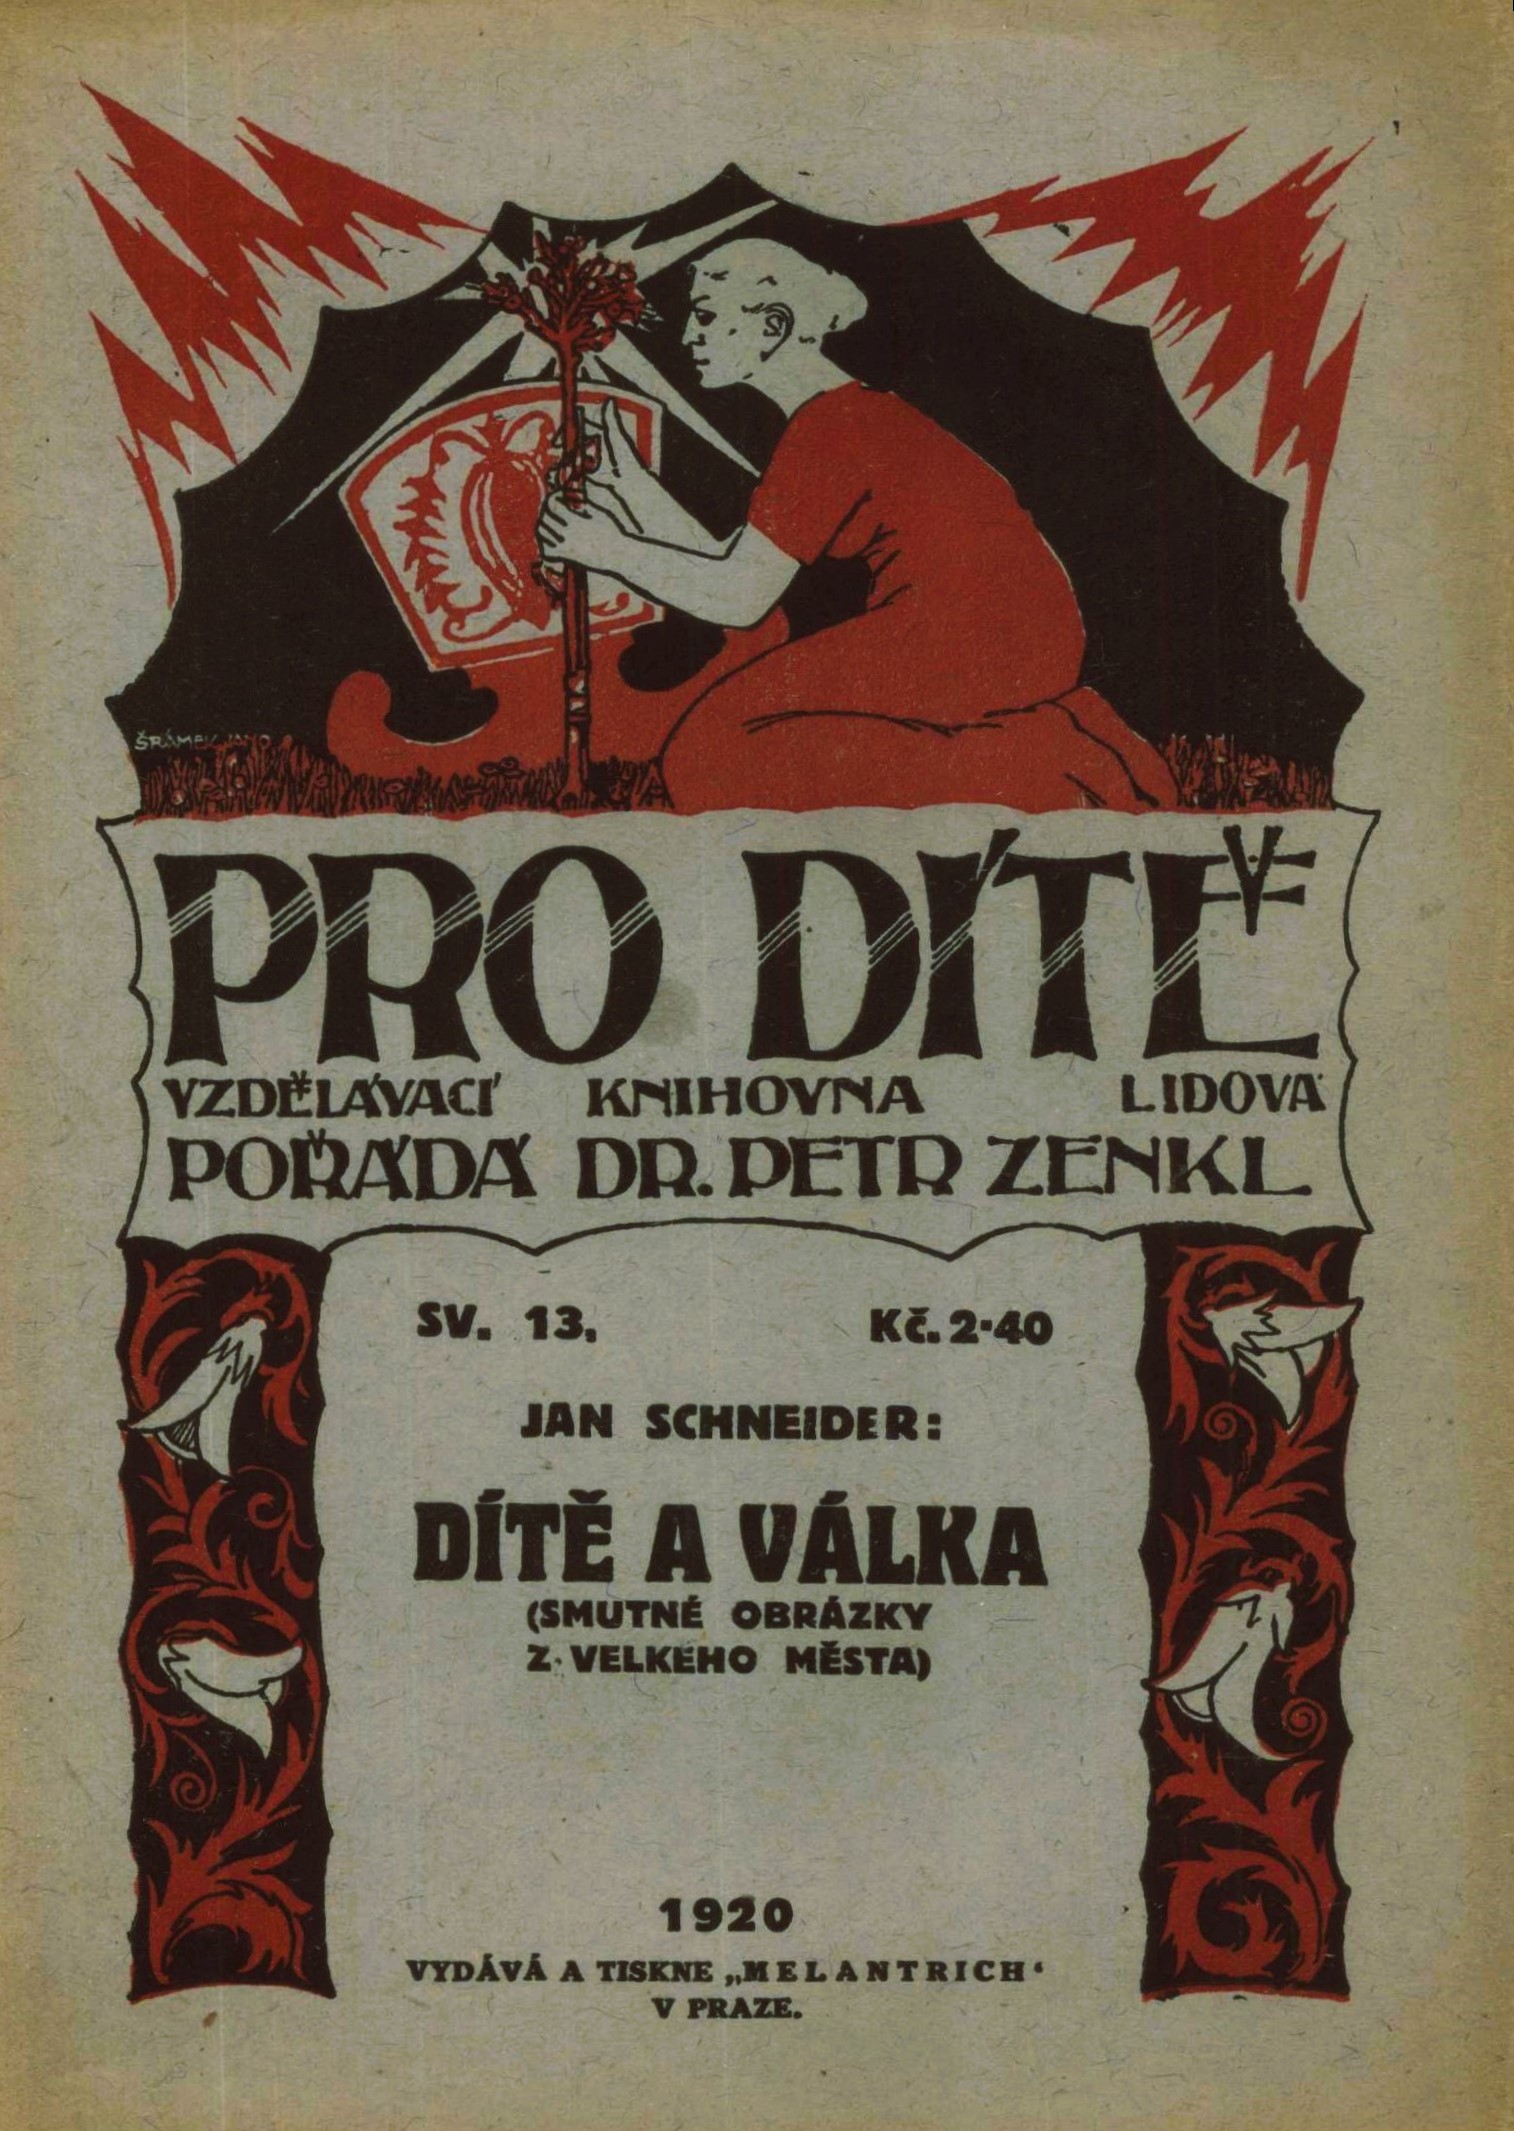 ŠRÁMEK JANO
PRO DÍTĚ
VZDĚLÁVACÍ KNIHOVNA LIDOVÁ
POŘÁDÁ DR. PETR ZENKL
SV. 13. Kč. 2·40
JAN SCHNEIDER:
DÍTĚ A VÁLKA
(SMUTNÉ OBRÁZKY
Z VELKÉHO MĚSTA)
1920
VYDÁVÁ A TISKNE „MELANTRICH‘
V PRAZE.